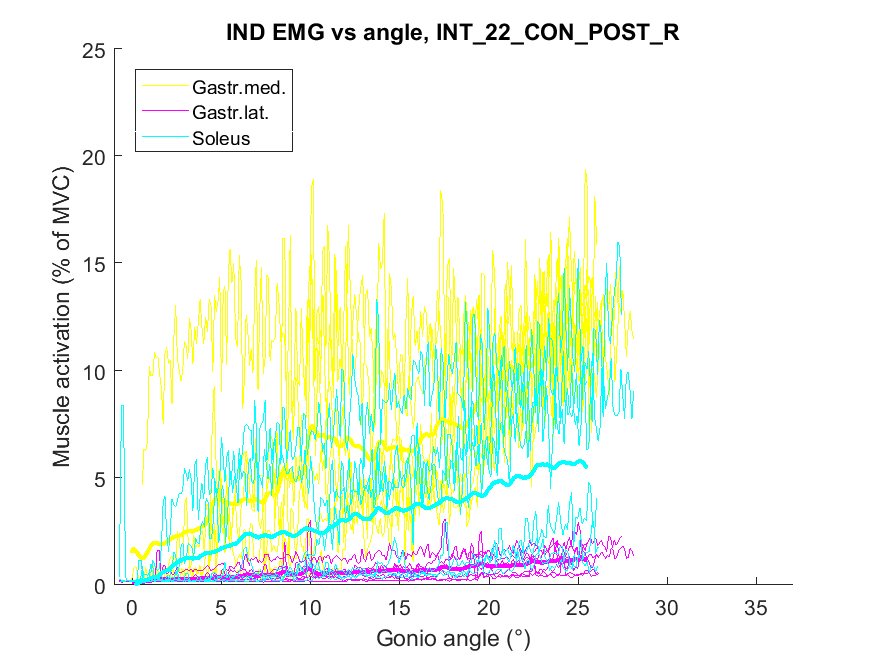 IND EMG vs angle, INT_22_CON_POST_R
25
20
15
10
5
0
Muscle activation (% of MVC)
Gastr.med.
Gastr.lat.
Soleus
0 5 10 15 20 25 30 35
Gonio angle (°)